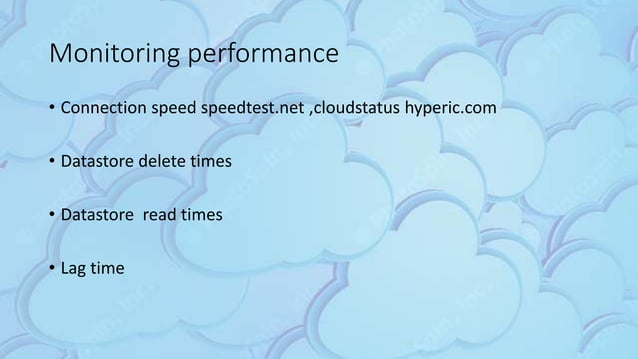 Monitoring performance
• Connection speed speedtest.net ,cloudstatus hyperic.com
• Datastore delete times
• Datastore  read times
• Lag time